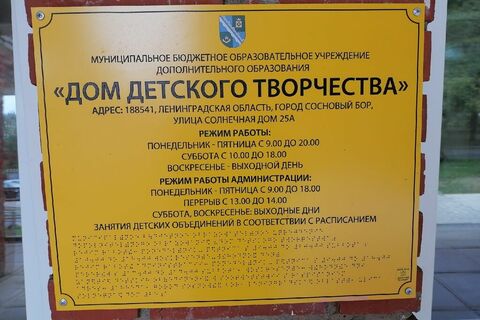 МУНИЦИПАЛЬНОЕ БЮДЖЕТНОЕ ОБРАЗОВАТЕЛЬНОЕ УЧРЕЖДЕНИЕ
ДОПОЛНИТЕЛЬНОГО ОБРАЗОВАНИЯ
«ДОМ ДЕТСКОГО ТВОРЧЕСТВА»
АДРЕС: 188541, ЛЕНИНГРАДСКАЯ ОБЛАСТЬ, ГОРОД СОСНОВЫЙ БОР,
УЛИЦА СОЛНЕЧНАЯ ДОМ 25А
РЕЖИМ РАБОТЫ:
ПОНЕДЕЛЬНИК - ПЯТНИЦА С 9.00 ДО 20.00
СУББОТА С 10.00 ДО 18.00
ВОСКРЕСЕНЬЕ - ВЫХОДНОЙ ДЕНЬ
РЕЖИМ РАБОТЫ АДМИНИСТРАЦИИ:
ПОНЕДЕЛЬНИК - ПЯТНИЦА С 9.00 ДО 18.00
ПЕРЕРЫВ С 13.00 ДО 14.00
СУББОТА, ВОСКРЕСЕНЬЕ: ВЫХОДНЫЕ ДНИ
ЗАНЯТИЯ ДЕТСКИХ ОБЪЕДИНЕНИЙ В СООТВЕТСТВИИ С РАСПИСАНИЕМ